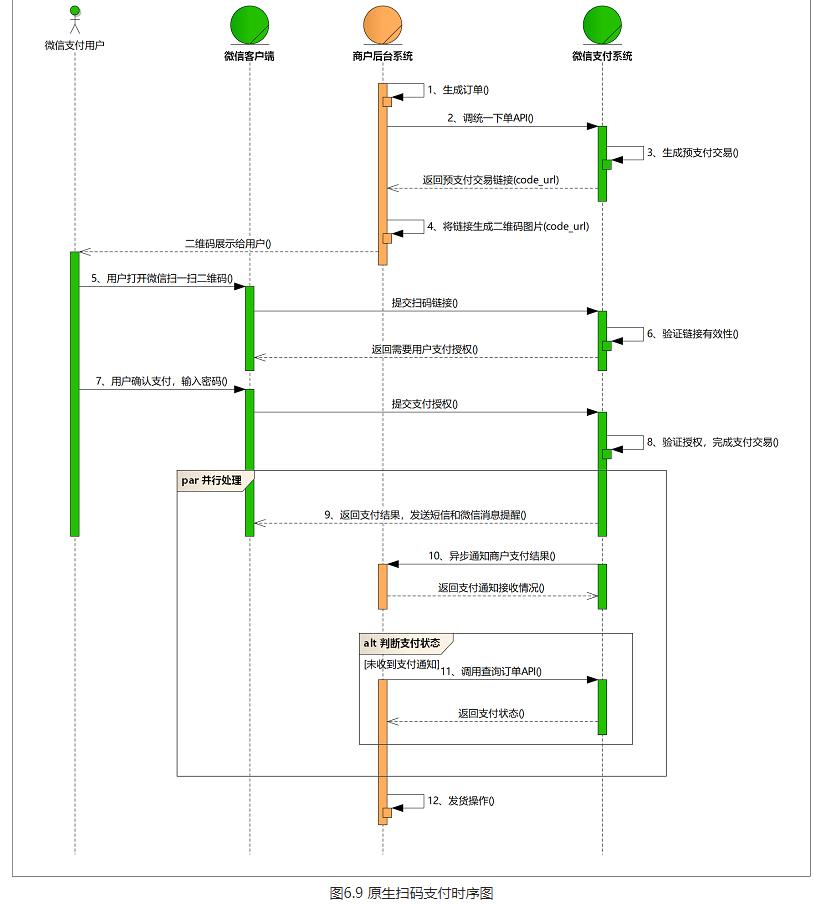 微信支付用户
微信客户端
商户后台系统
微信支付系统
1、生成订单()
2、调统一下单API()
3、生成预支付交易()
返回预支付交易链接(code_url)
4、将链接生成二维码图片(code_url)
二维码展示给用户()
5、用户打开微信扫一扫二维码()
提交扫码链接()
6、验证链接有效性()
返回需要用户支付授权()
7、用户确认支付，输入密码()
提交支付授权()
8、验证授权，完成支付交易()
par 并行处理
9、返回支付结果，发送短信和微信消息提醒()
10、异步通知商户支付结果()
返回支付通知接收情况()
alt 判断支付状态
[未收到支付通知]
11、调用查询订单API()
返回支付状态()
12、发货操作()
图6.9 原生扫码支付时序图